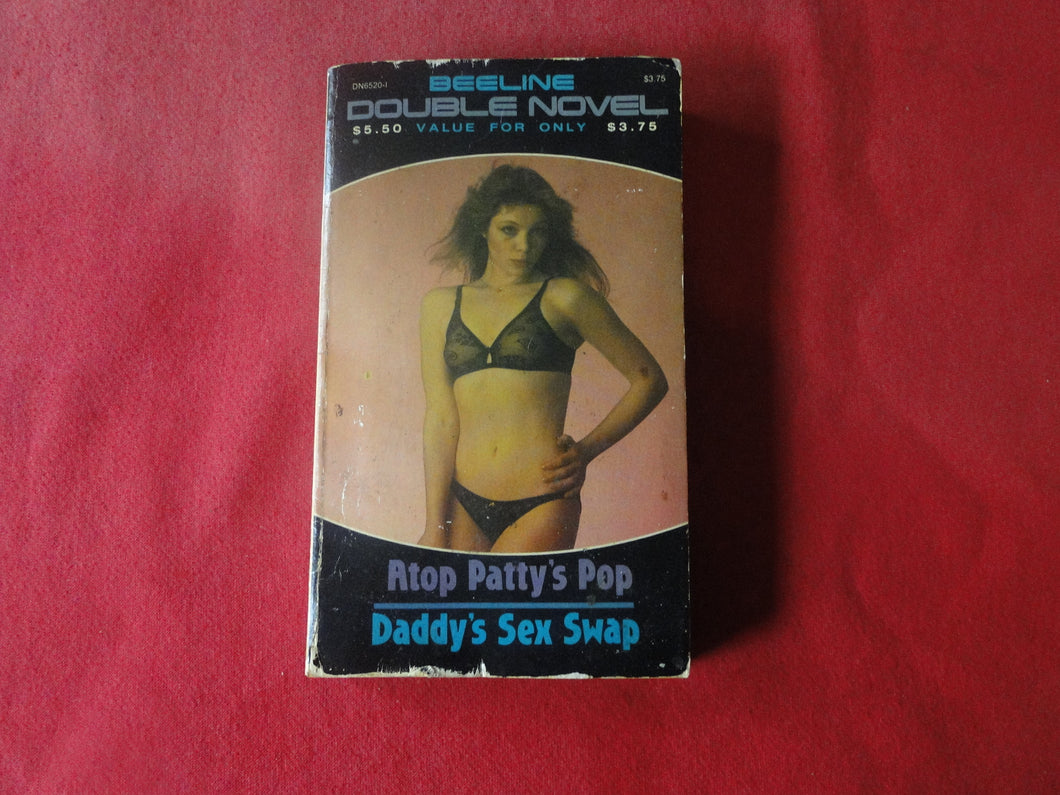 DN6520-I
BEELINE
$3.75
DOUBLE NOVEL
$5.50 VALUE FOR ONLY $3.75
Atop Patty's Pop
Daddy's Sex Swap